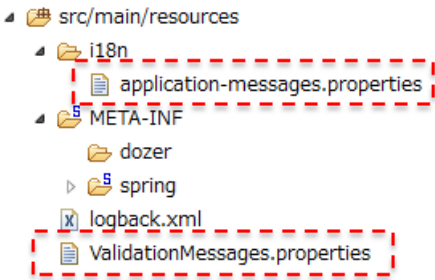 src/main/resources
i18n
application-messages.properties
META-INF
dozer
spring
logback.xml
ValidationMessages.properties